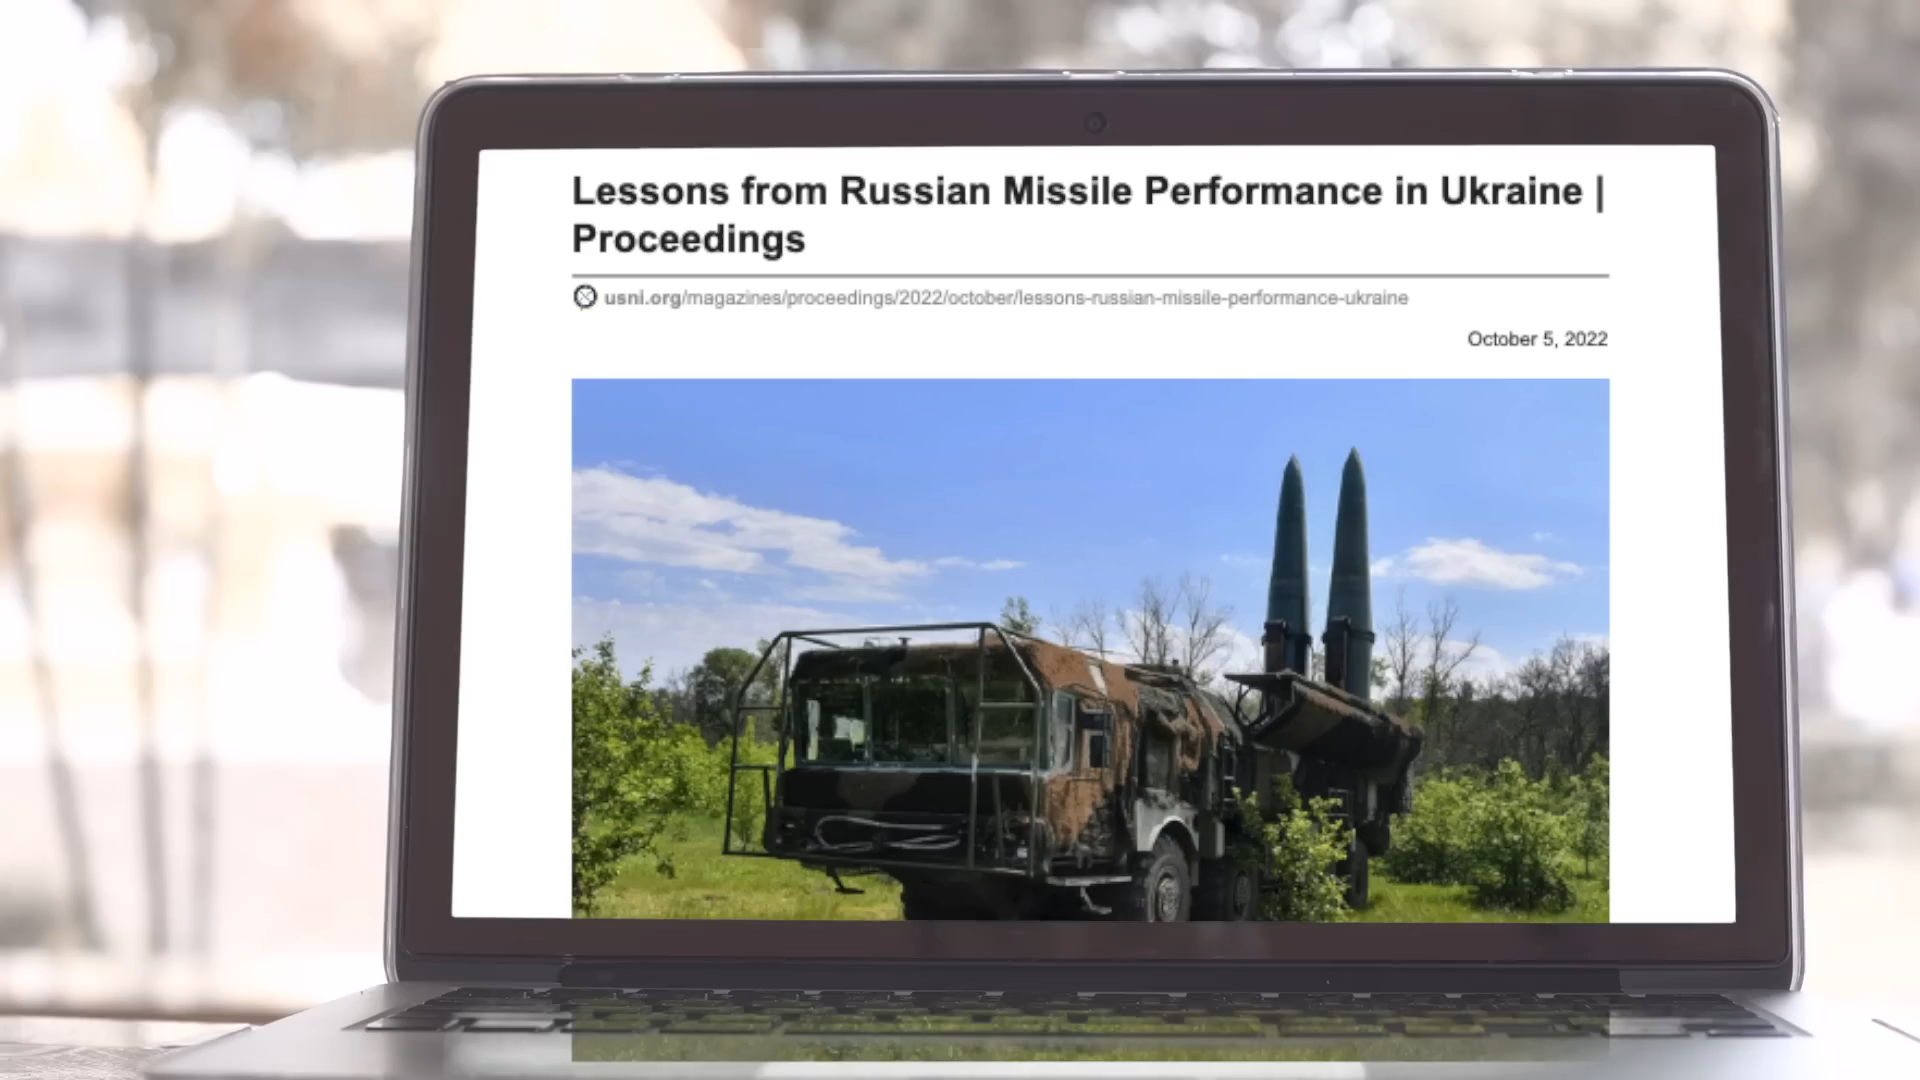 Lessons from Russian Missile Performance in Ukraine |
Proceedings
usni.org/magazines/proceedings/2022/october/lessons-russian-missile-performance-ukraine
October 5, 2022